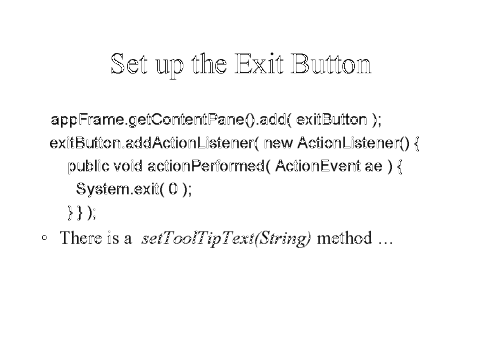 Set up the Exit Button
appFrame.getContentPane().add( exitButton );
exitButton.addActionListener( new ActionListener() {
public void actionPerformed( ActionEvent ae ) {
System.exit( 0 );
} } );
◦ There is a setToolTipText(String) method …